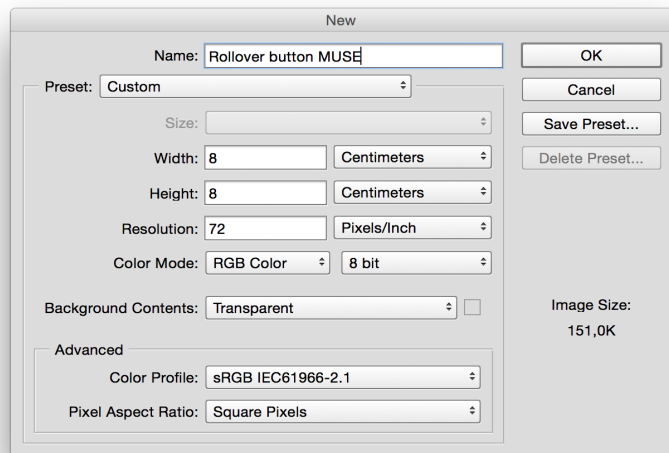 New
Name: Rollover button MUSE
OK
Preset: Custom
Cancel
Size:
Save Preset...
Width: 8 Centimeters
Delete Preset...
Height: 8 Centimeters
Resolution: 72 Pixels/Inch
Color Mode: RGB Color 8 bit
Background Contents: Transparent
Image Size:
151,0K
Advanced
Color Profile: sRGB IEC61966-2.1
Pixel Aspect Ratio: Square Pixels